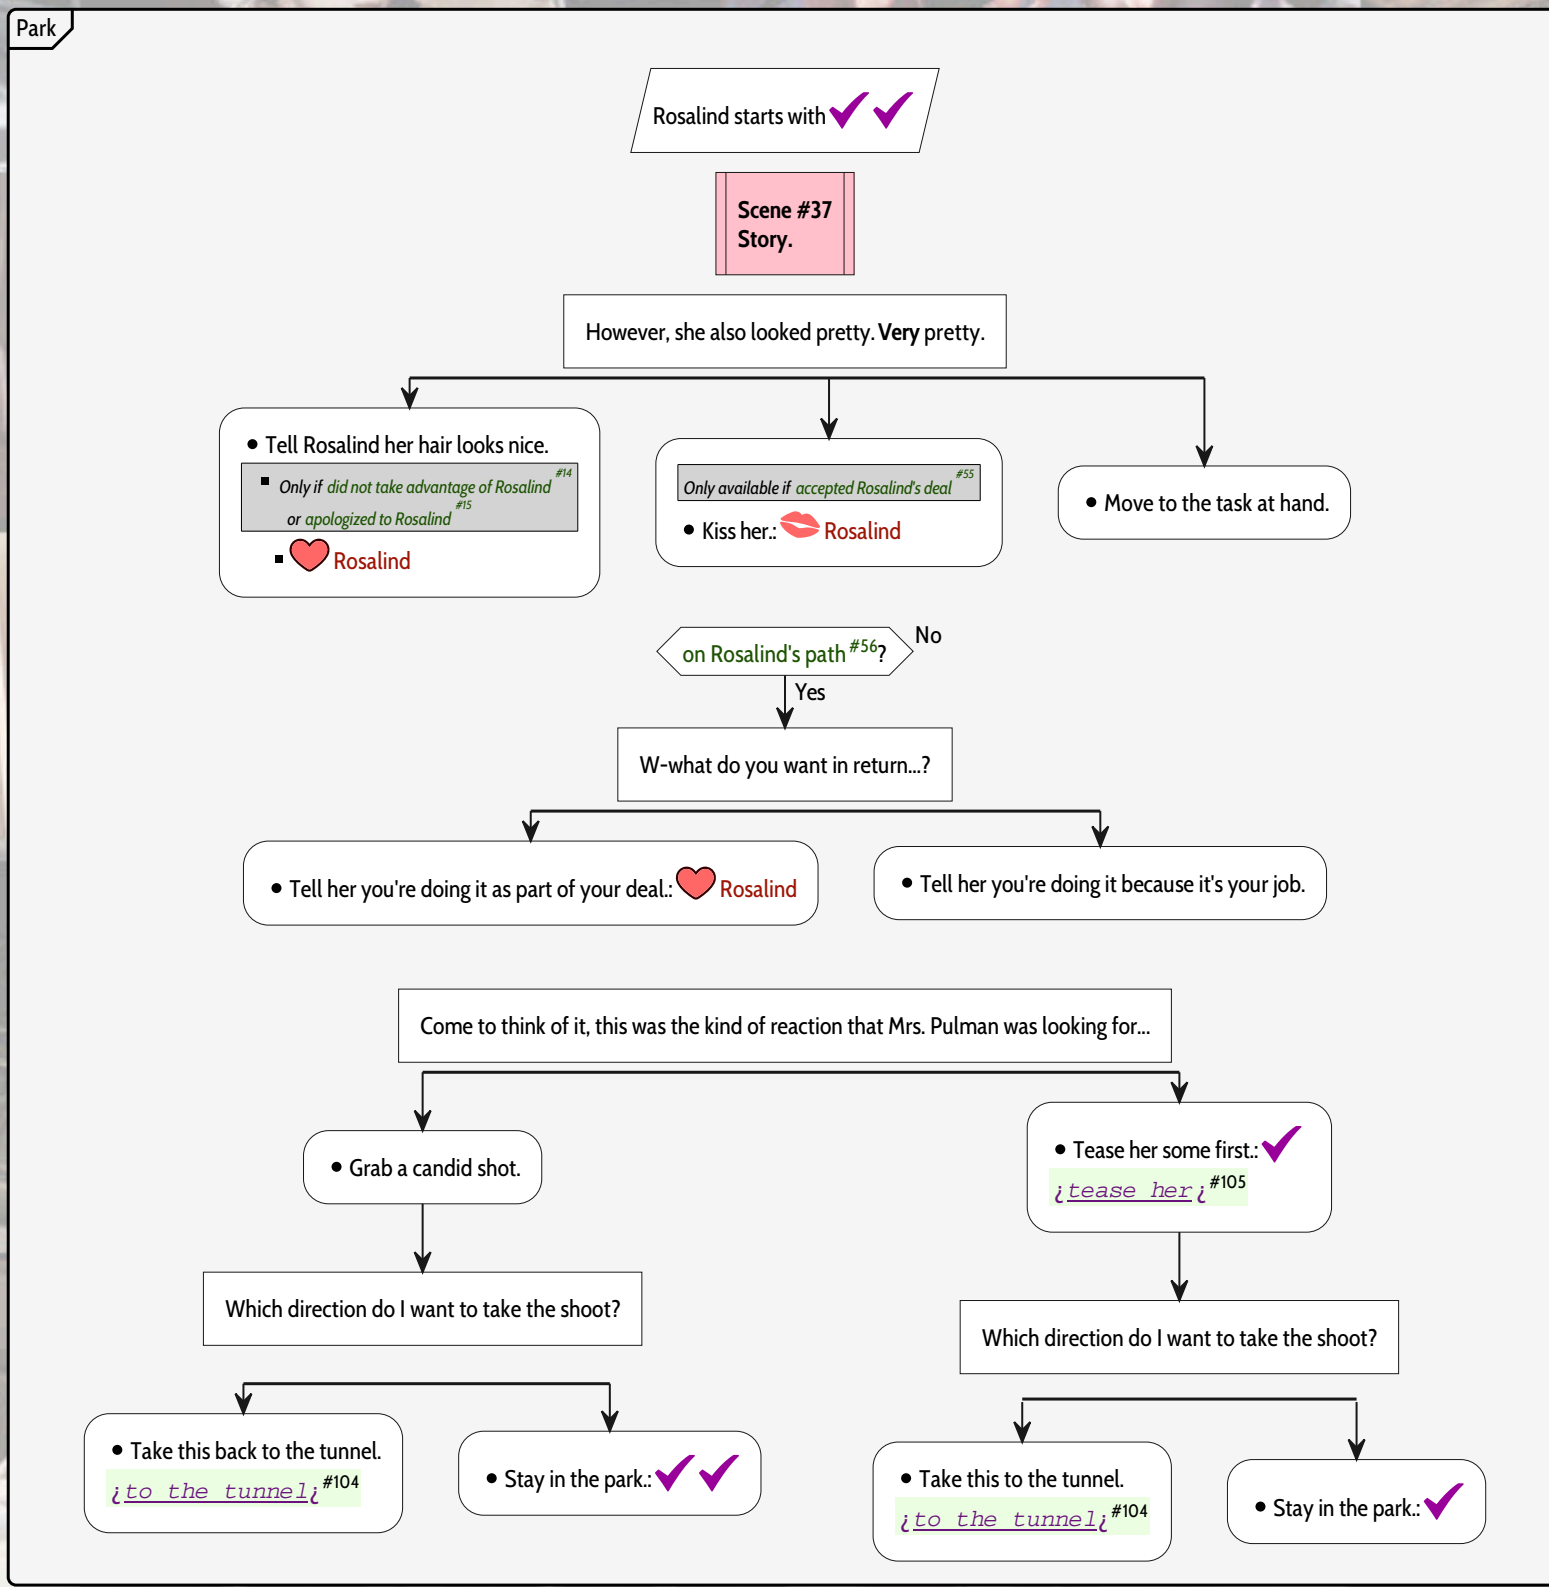 Park
Rosalind starts with
Scene #37
Story.
However, she also looked pretty. Very pretty.
• Tell Rosalind her hair looks nice.
▪ Only if did not take advantage of Rosalind #14
or apologized to Rosalind #15
▪ Rosalind
Only available if accepted Rosalind's deal #55
• Kiss her.: Rosalind
• Move to the task at hand.
on Rosalind's path #56?
No
Yes
W-what do you want in return...?
• Tell her you're doing it as part of your deal.: Rosalind
• Tell her you're doing it because it's your job.
Come to think of it, this was the kind of reaction that Mrs. Pulman was looking for...
• Grab a candid shot.
• Tease her some first.:
¿tease her¿ #105
Which direction do I want to take the shoot?
Which direction do I want to take the shoot?
• Take this back to the tunnel.
¿to the tunnel¿ #104
• Stay in the park.:
• Take this to the tunnel.
¿to the tunnel¿ #104
• Stay in the park.: